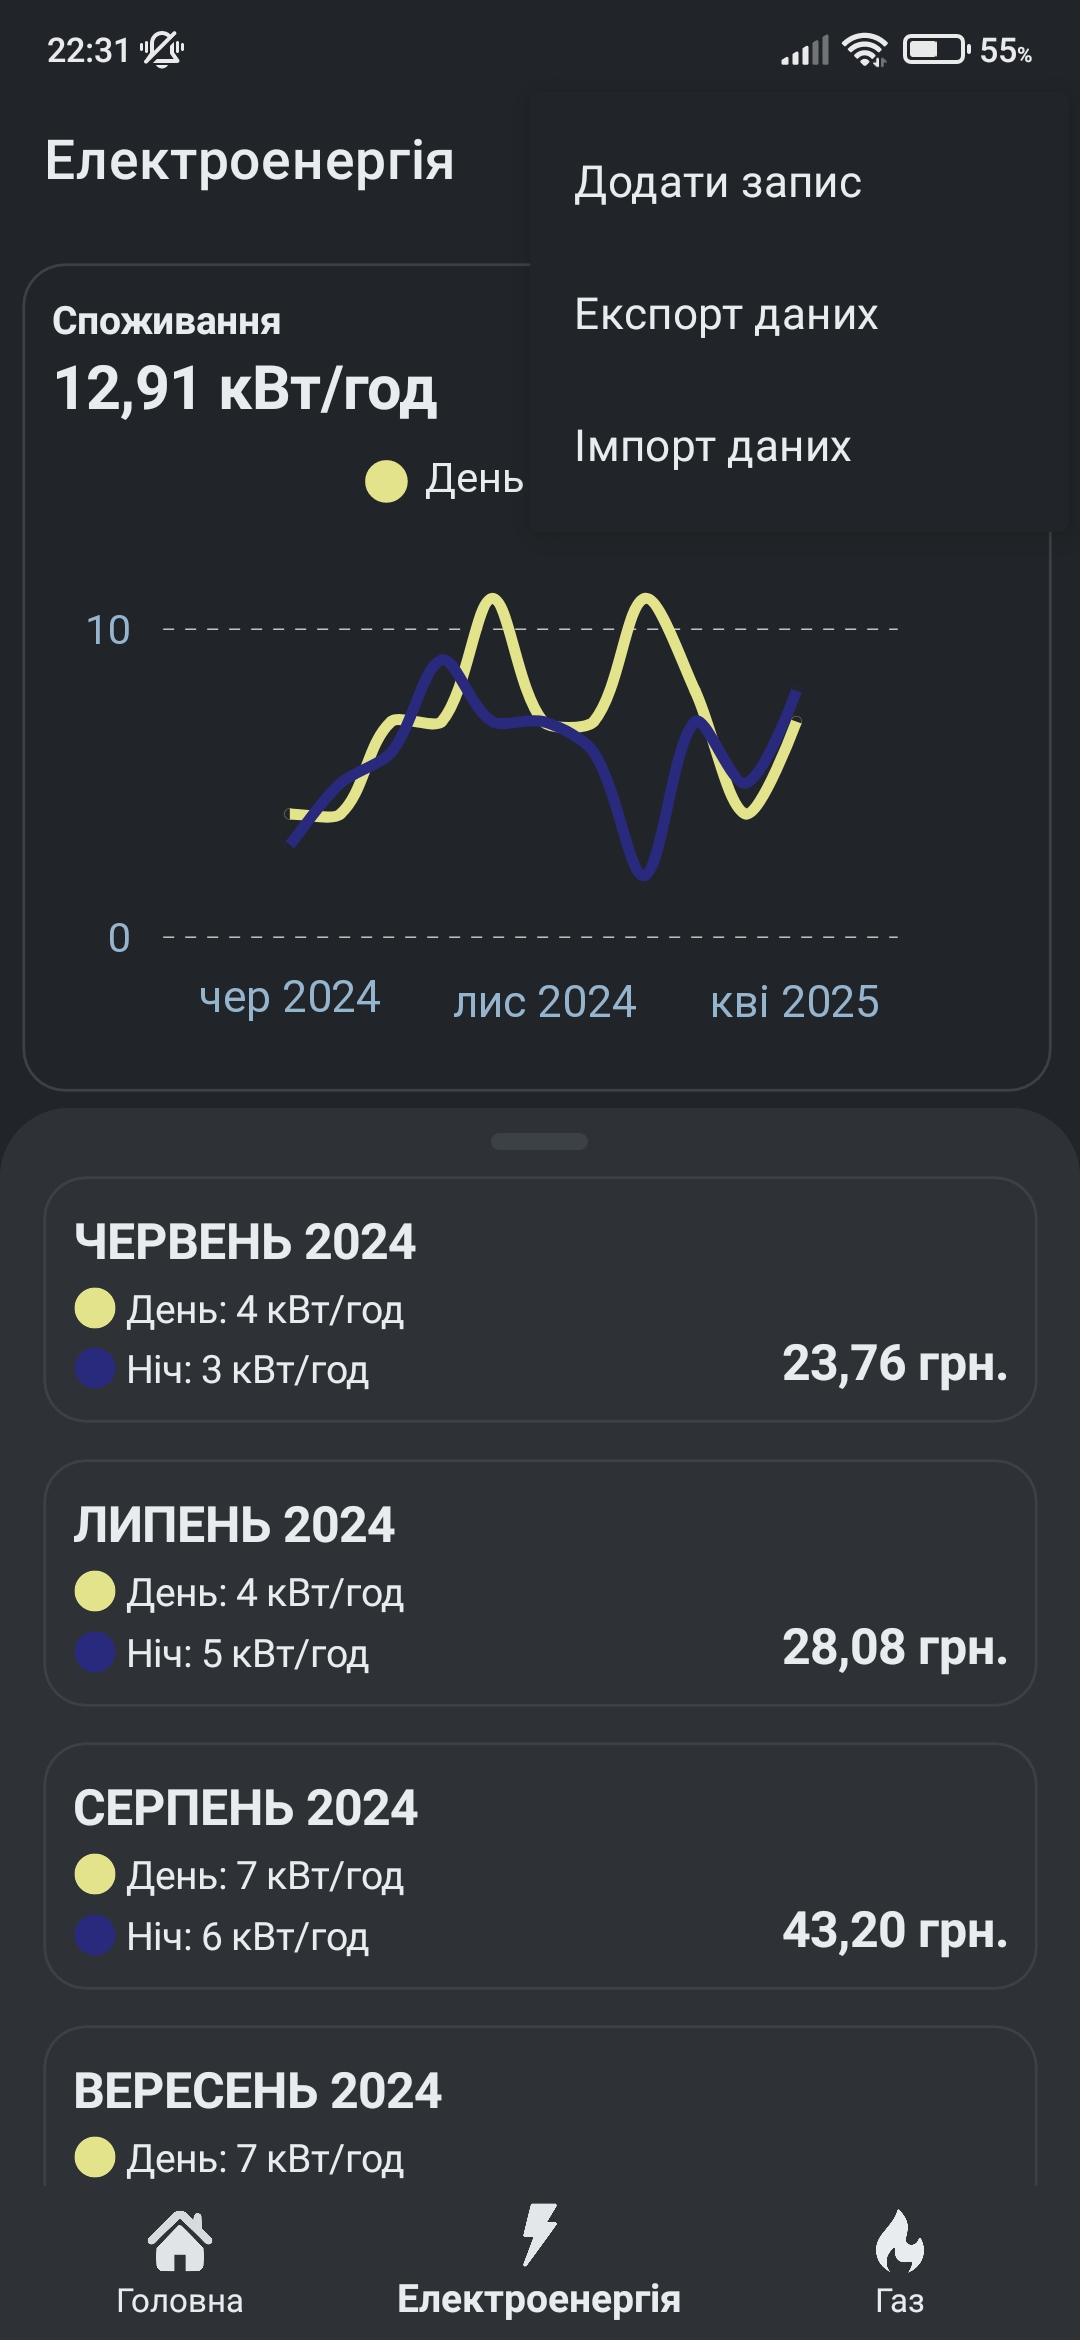 22:31
55%
Електроенергія
Додати запис
Експорт даних
Імпорт даних
Споживання
12,91 кВт/год
День
10
0
чер 2024 лис 2024 кві 2025
ЧЕРВЕНЬ 2024
День: 4 кВт/год
Ніч: 3 кВт/год
23,76 грн.
ЛИПЕНЬ 2024
День: 4 кВт/год
Ніч: 5 кВт/год
28,08 грн.
СЕРПЕНЬ 2024
День: 7 кВт/год
Ніч: 6 кВт/год
43,20 грн.
ВЕРЕСЕНЬ 2024
День: 7 кВт/год
Головна
Електроенергія
Газ